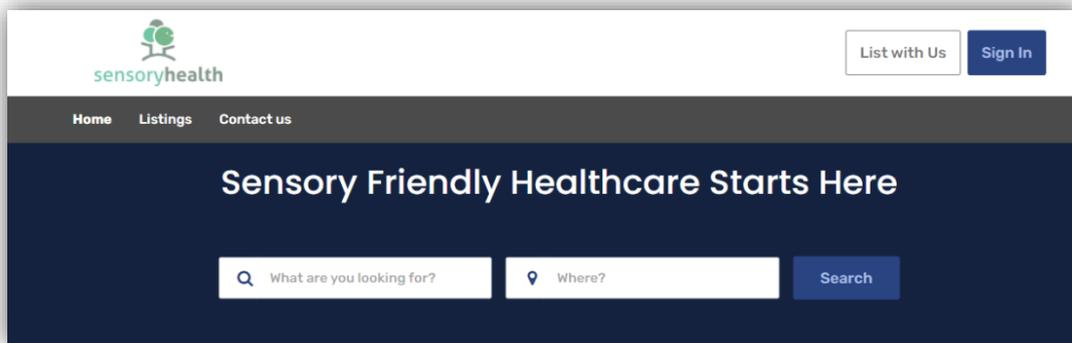 sensoryhealth
List with Us
Sign In
Home Listings Contact us
Sensory Friendly Healthcare Starts Here
What are you looking for?
Where?
Search